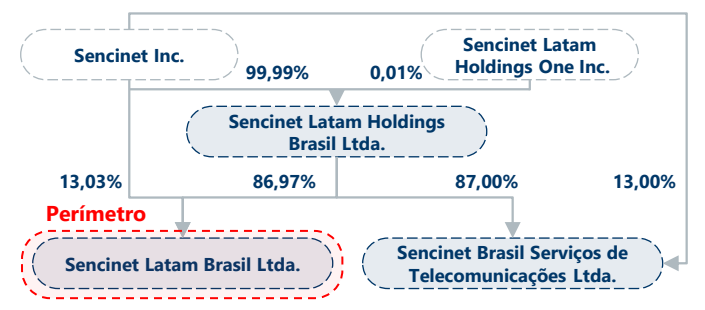 Sencinet Inc.
Sencinet Latam
Holdings One Inc.
99,99%
0,01%
Sencinet Latam Holdings
Brasil Ltda.
13,03%
86,97%
87,00%
13,00%
Perímetro
Sencinet Latam Brasil Ltda.
Sencinet Brasil Serviços de
Telecomunicações Ltda.